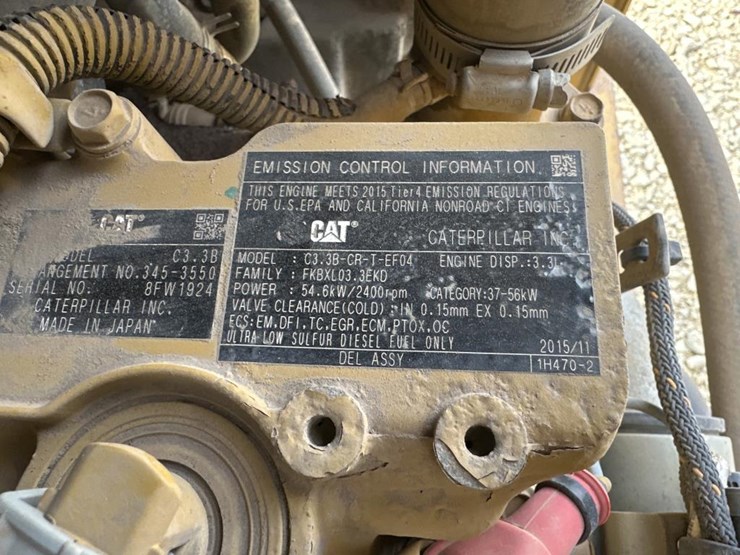 CAT
MODEL C3.3B
ARRANGEMENT NO. 345-3550
SERIAL NO: 8FW1924
CATERPILLAR INC.
MADE IN JAPAN
EMISSION CONTROL INFORMATION
THIS ENGINE MEETS 2015 Tier4 EMISSION REGULATIONS
FOR U.S.EPA AND CALIFORNIA NONROAD CI ENGINES.
CAT CATERPILLAR INC.
MODEL : C3.3B-CR-T-EF04 ENGINE DISP.:3.3L
FAMILY : FKBXL03.3EKD
POWER : 54.6kW/2400rpm CATEGORY:37-56kW
VALVE CLEARANCE(COLD) :IN 0.15mm EX 0.15mm
ECS:EM,DFI,TC,EGR,ECM,PTOX,OC
ULTRA LOW SULFUR DIESEL FUEL ONLY 2015/11
DEL ASSY 1H470-2